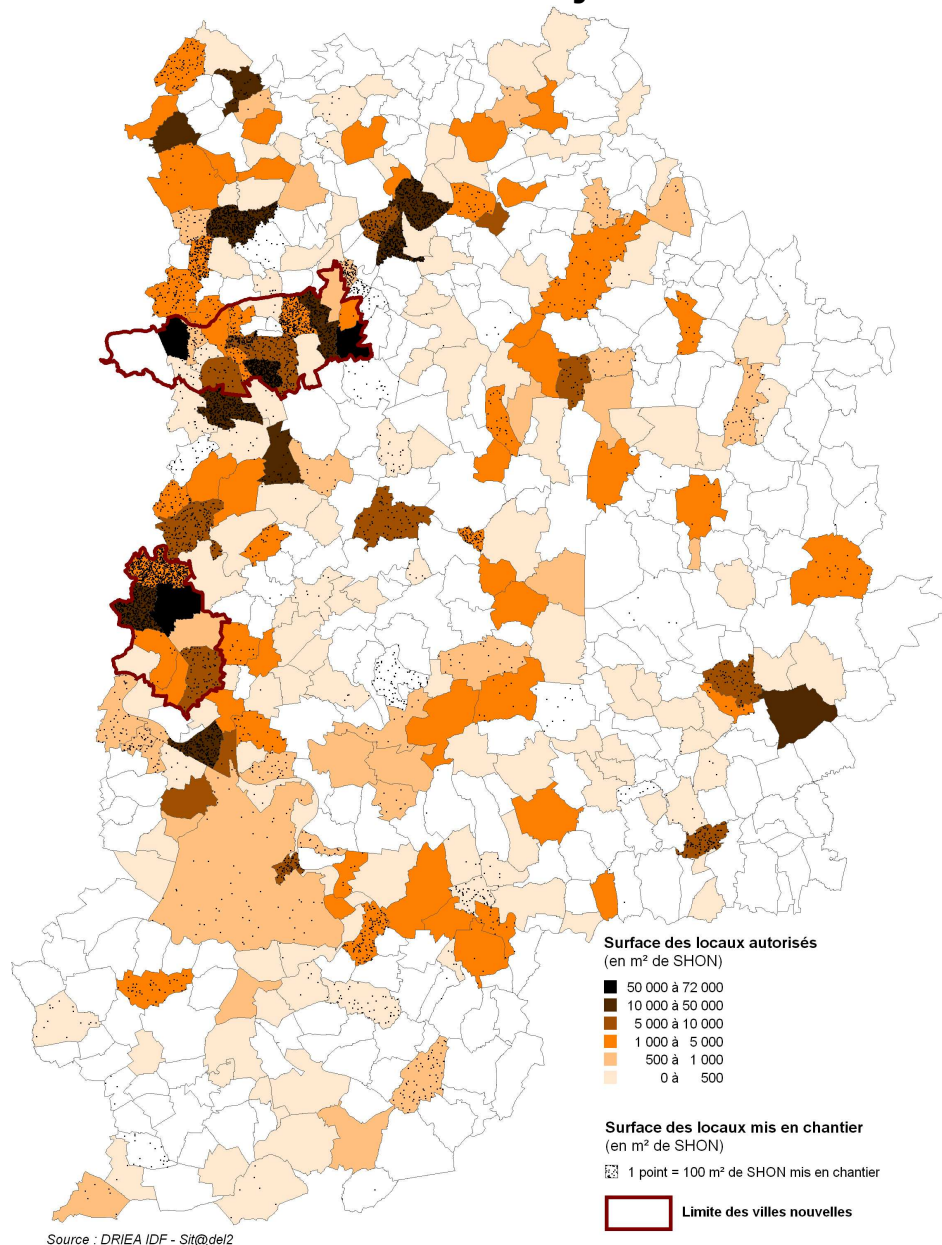 Surface des locaux autorisés
(en m² de SHON)
50 000 à 72 000
10 000 à 50 000
5 000 à 10 000
1 000 à 5 000
500 à 1 000
0 à 500
Surface des locaux mis en chantier
(en m² de SHON)
1 point = 100 m² de SHON mis en chantier
Limite des villes nouvelles
Source : DRIEA IDF - Sit@del2